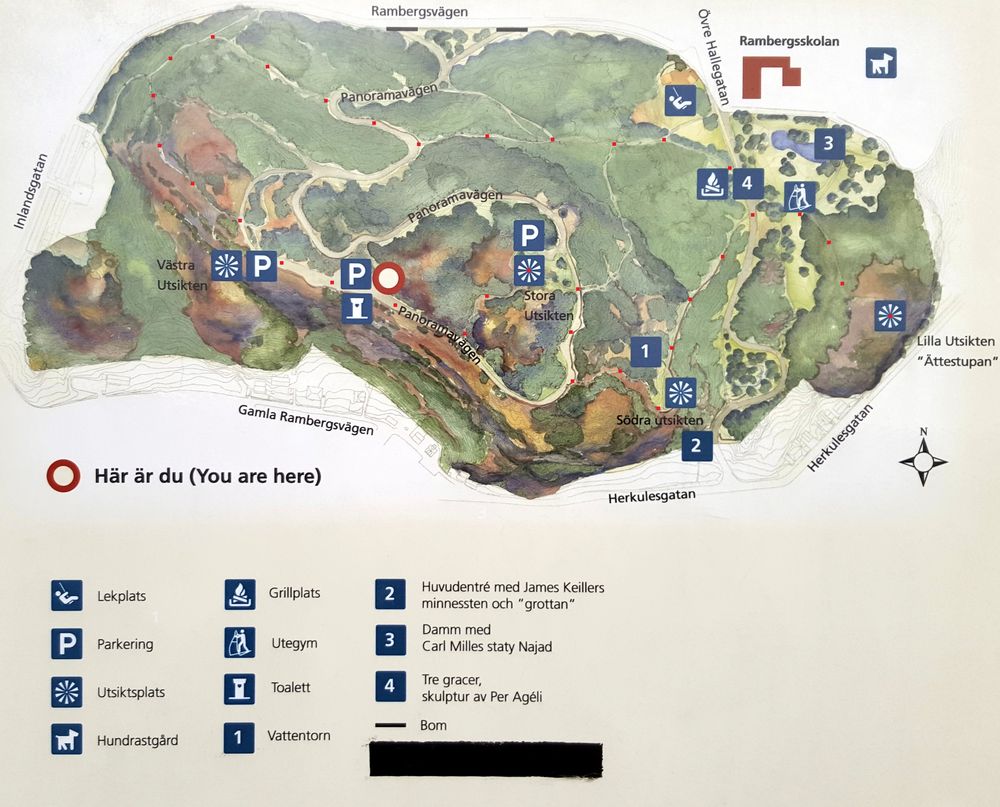 Rambergsvägen
Övre Hallegatan
Rambergsskolan
Panoramavägen
3
4
Inlandsgatan
Panoramavägen
P
Västra
Utsikten
P
P
Stora
Utsikten
Panoramavägen
1
Lilla Utsikten
"Ättestupan"
Södra utsikten
2
Gamla Rambergsvägen
Herkulesgatan
Herkulesgatan
N
Här är du (You are here)
Lekplats
P Parkering
Utsiktsplats
Hundrastgård
Grillplats
Utegym
Toalett
1 Vattentorn
2 Huvudentré med James Keillers
minnessten och "grottan"
3 Damm med
Carl Milles staty Najad
4 Tre gracer,
skulptur av Per Agéli
Bom